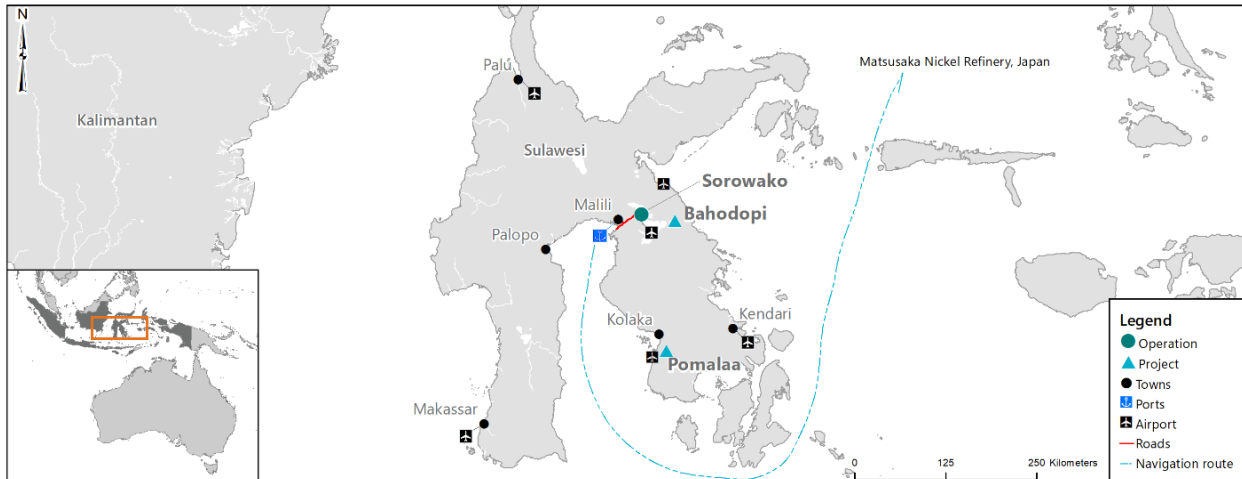 N
Matsusaka Nickel Refinery, Japan
Palu
Kalimantan
Sulawesi
Sorowako
Malili
Bahodopi
Palopo
Kolaka
Kendari
Pomalaa
Makassar
Legend
Operation
Project
Towns
Ports
Airport
Roads
Navigation route
0 125 250 Kilometers